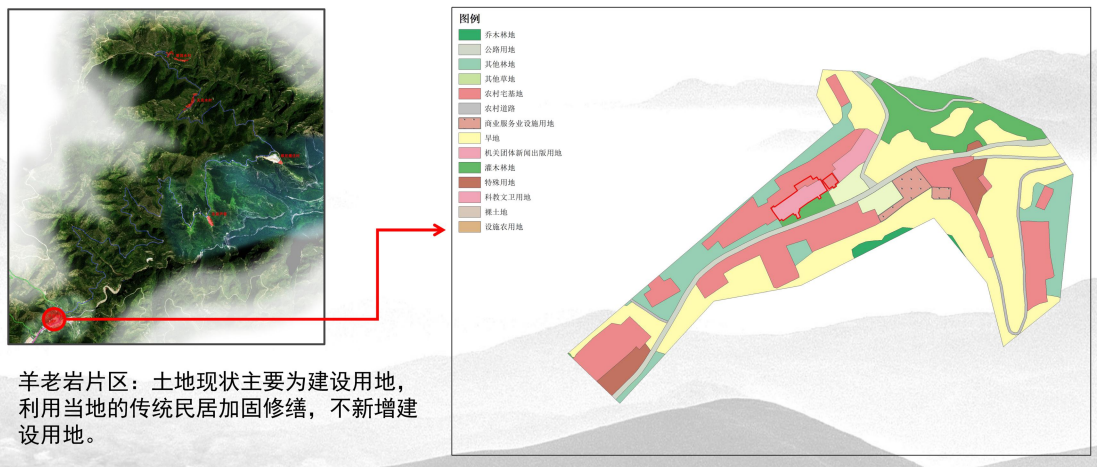 图例
乔木林地
公路用地
其他林地
其他草地
农村宅基地
农村道路
商业服务业设施用地
旱地
机关团体新闻出版用地
灌木林地
特殊用地
科教文卫用地
裸土地
设施农用地
羊老岩片区：土地现状主要为建设用地，
利用当地的传统民居加固修缮，不新增建
设用地。